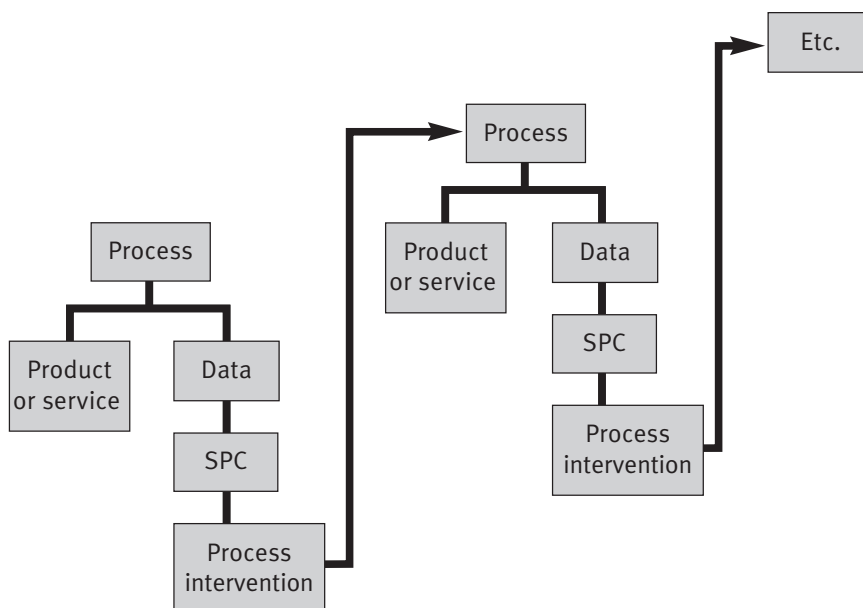 Etc.
Process
Product
or service
Data
SPC
Process
intervention
Process
Product
or service
Data
SPC
Process
intervention